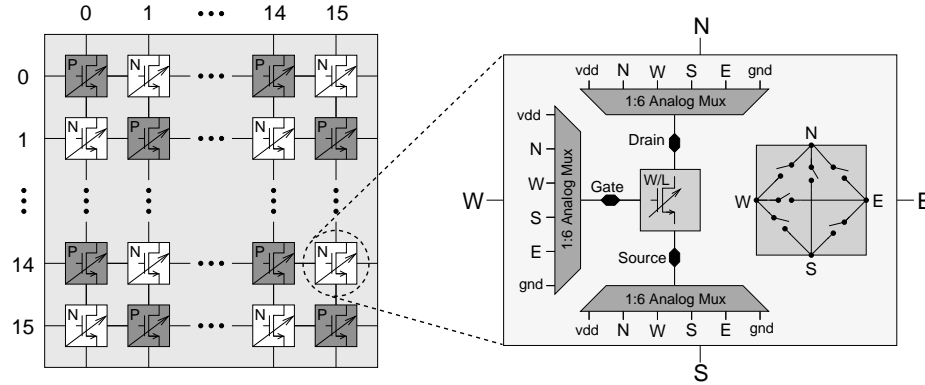 0 1 14 15
0 P N P N
1 N P N P
14 P N P N
15 N P N P
N
vdd N W S E gnd
1:6 Analog Mux
Drain
vdd
N
W
S
E
gnd
1:6 Analog Mux
Gate
W/L
Source
1:6 Analog Mux
vdd N W S E gnd
N
W
E
S
W
E
S